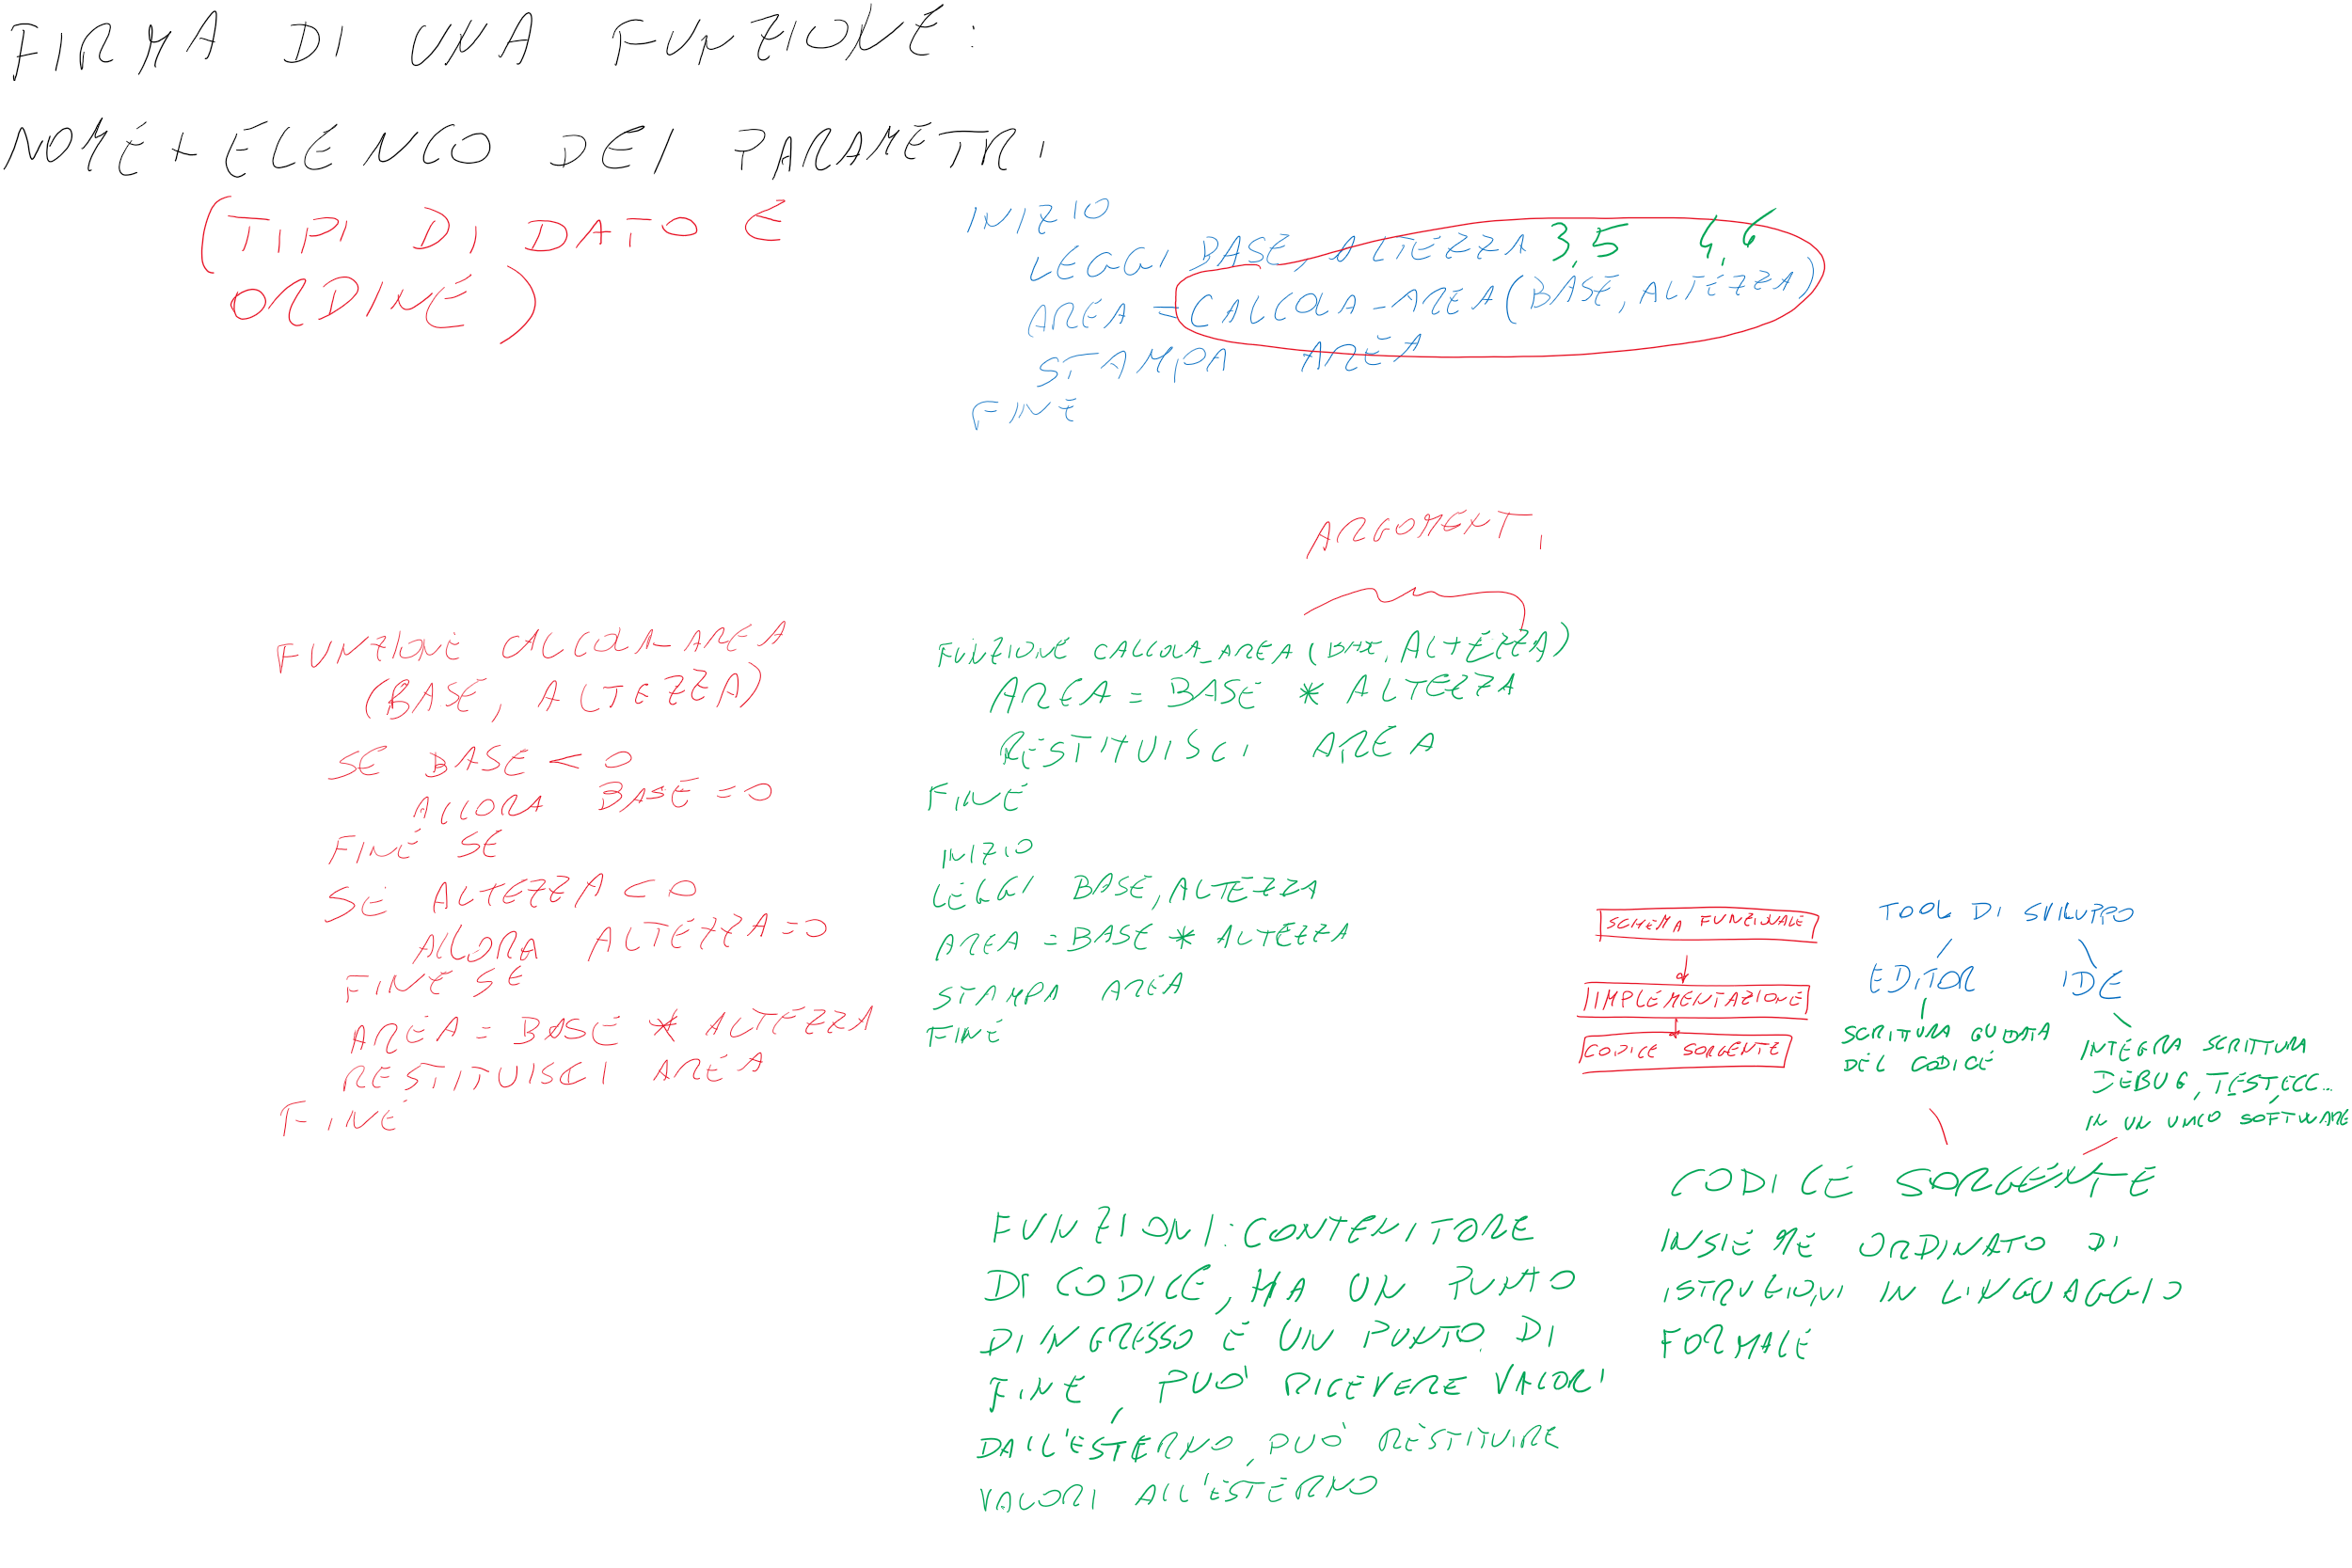 FIRMA DI UNA FUNZIONE:
NOME + ELENCO DEI PARAMETRI
(TIPI DI DATO E
ORDINE)
INIZIO
LEGGI BASE, ALTEZZA 3,5 4,6
AREA = CALCOLA_AREA(BASE, ALTEZZA)
STAMPA AREA
FINE
ARGOMENTI
FUNZIONE CALCOLA_AREA
(BASE, ALTEZZA)
SE BASE < 0
ALLORA BASE = 0
FINE SE
SE ALTEZZA < 0
ALLORA ALTEZZA = 0
FINE SE
AREA = BASE * ALTEZZA
RESTITUISCI AREA
FINE
FUNZIONE CALCOLA_AREA (BASE, ALTEZZA)
AREA = BASE * ALTEZZA
RESTITUISCI AREA
FINE
INIZIO
LEGGI BASE, ALTEZZA
AREA = BASE * ALTEZZA
STAMPA AREA
FINE
SCHEMA FUNZIONALE
IMPLEMENTAZIONE
CODICE SORGENTE
TOOL DI SVILUPPO
EDITOR IDE
SCRITTURA GUIDATA
DEL CODICE
INTEGRA SCRITTURA
DEBUG, TEST, ECC...
IN UN UNICO SOFTWARE
CODICE SORGENTE
INSIEME ORDINATO DI
ISTRUZIONI IN LINGUAGGIO
FORMALE
FUNZIONI: CONTENITORE
DI CODICE, HA UN PUNTO
DI INGRESSO E UN PUNTO DI
FINE, PUO' RICEVERE VALORI
DALL'ESTERNO, PUO' RESTITUIRE
VALORI ALL'ESTERNO